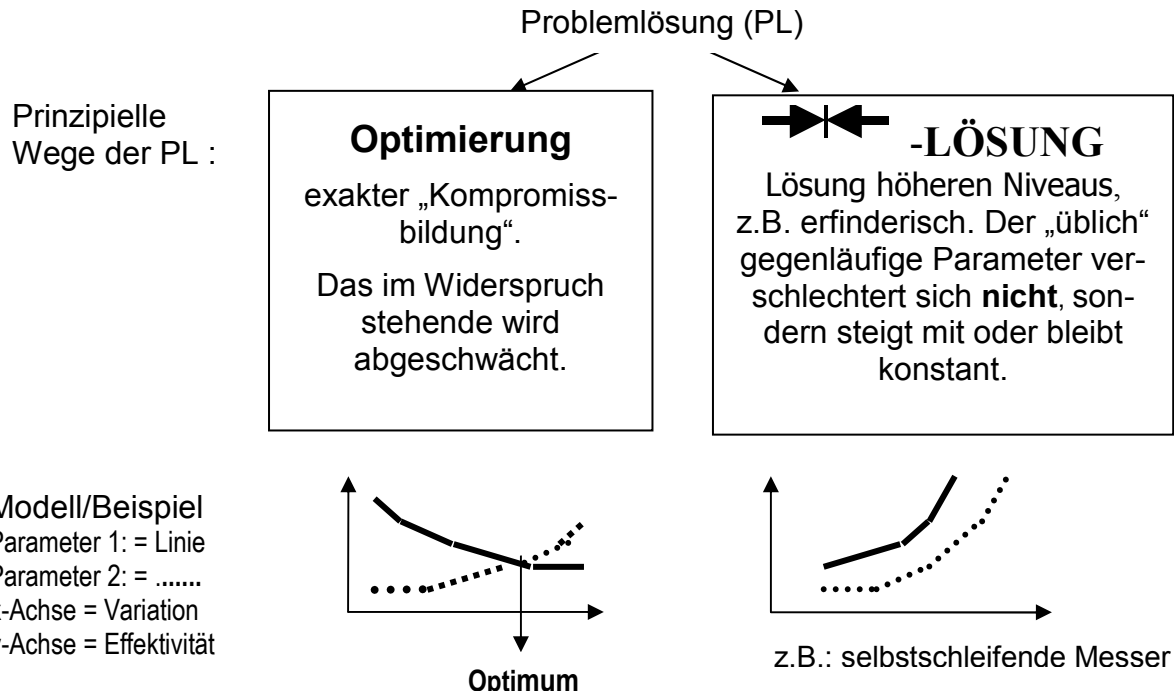 Problemlösung (PL)
Prinzipielle
Wege der PL :
Optimierung
exakter „Kompromiss-
bildung“.
Das im Widerspruch
stehende wird
abgeschwächt.
-LÖSUNG
Lösung höheren Niveaus,
z.B. erfinderisch. Der „üblich“
gegenläufige Parameter ver-
schlechtert sich nicht, son-
dern steigt mit oder bleibt
konstant.
Modell/Beispiel
Parameter 1: = Linie
Parameter 2: = ........
x-Achse = Variation
y-Achse = Effektivität
Optimum
z.B.: selbstschleifende Messer